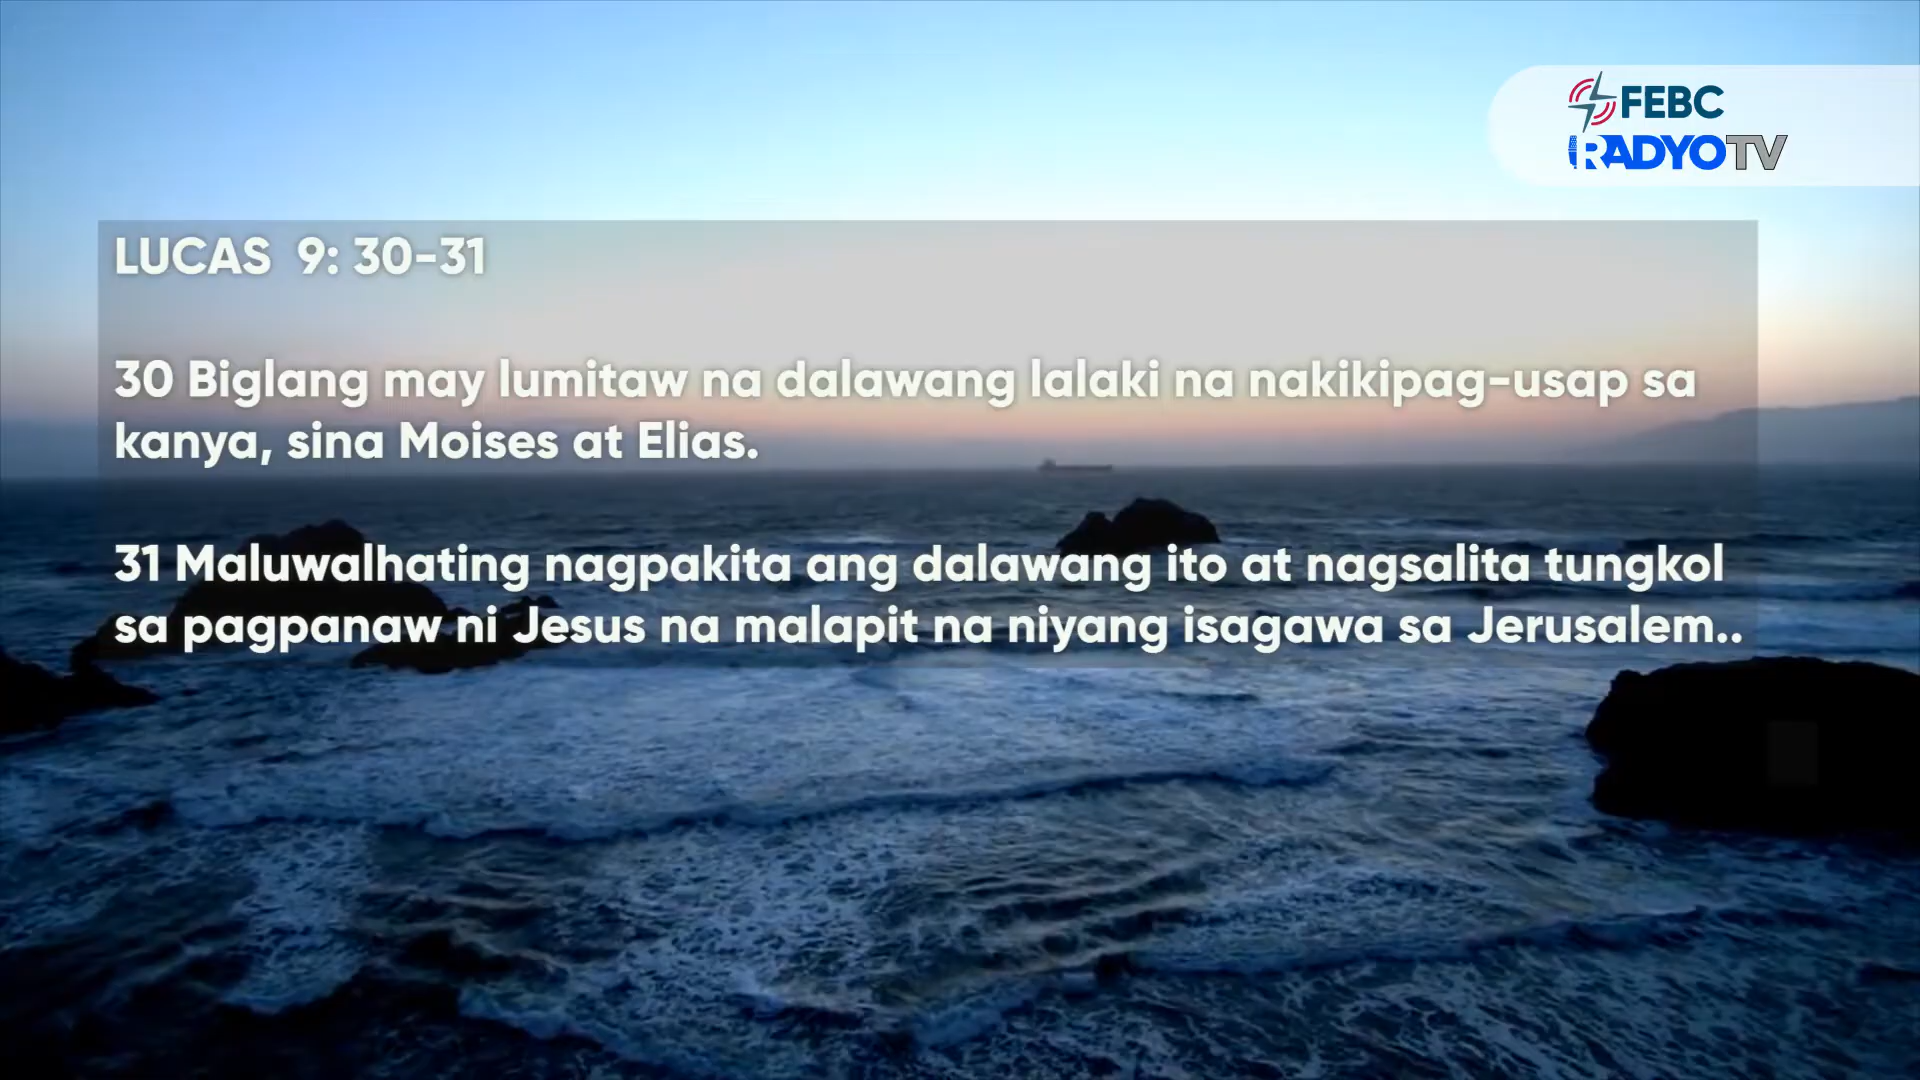 FEBC
RADYOTV
LUCAS 9: 30-31
30 Biglang may lumitaw na dalawang lalaki na nakikipag-usap sa
kanya, sina Moises at Elias.
31 Maluwalhating nagpakita ang dalawang ito at nagsalita tungkol
sa pagpanaw ni Jesus na malapit na niyang isagawa sa Jerusalem..